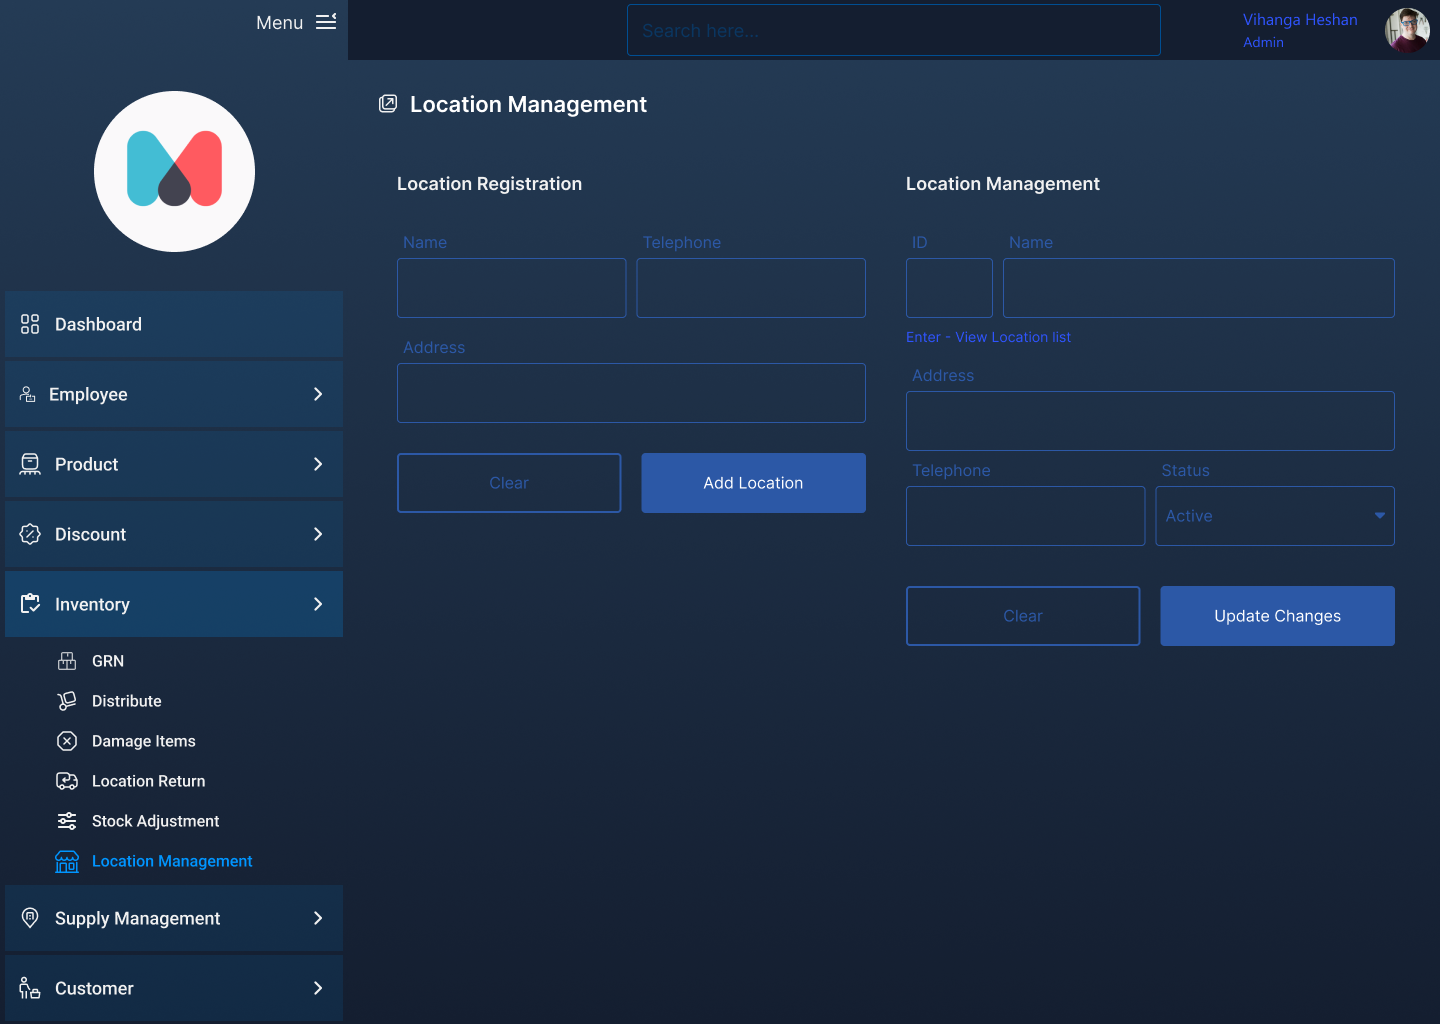 Menu
Search here...
Vihanga Heshan
Admin
Location Management
Dashboard
Employee
Product
Discount
Inventory
GRN
Distribute
Damage Items
Location Return
Stock Adjustment
Location Management
Supply Management
Customer
Location Registration
Name Telephone
Address
Clear Add Location
Location Management
ID Name
Enter - View Location list
Address
Telephone Status
Active
Clear Update Changes